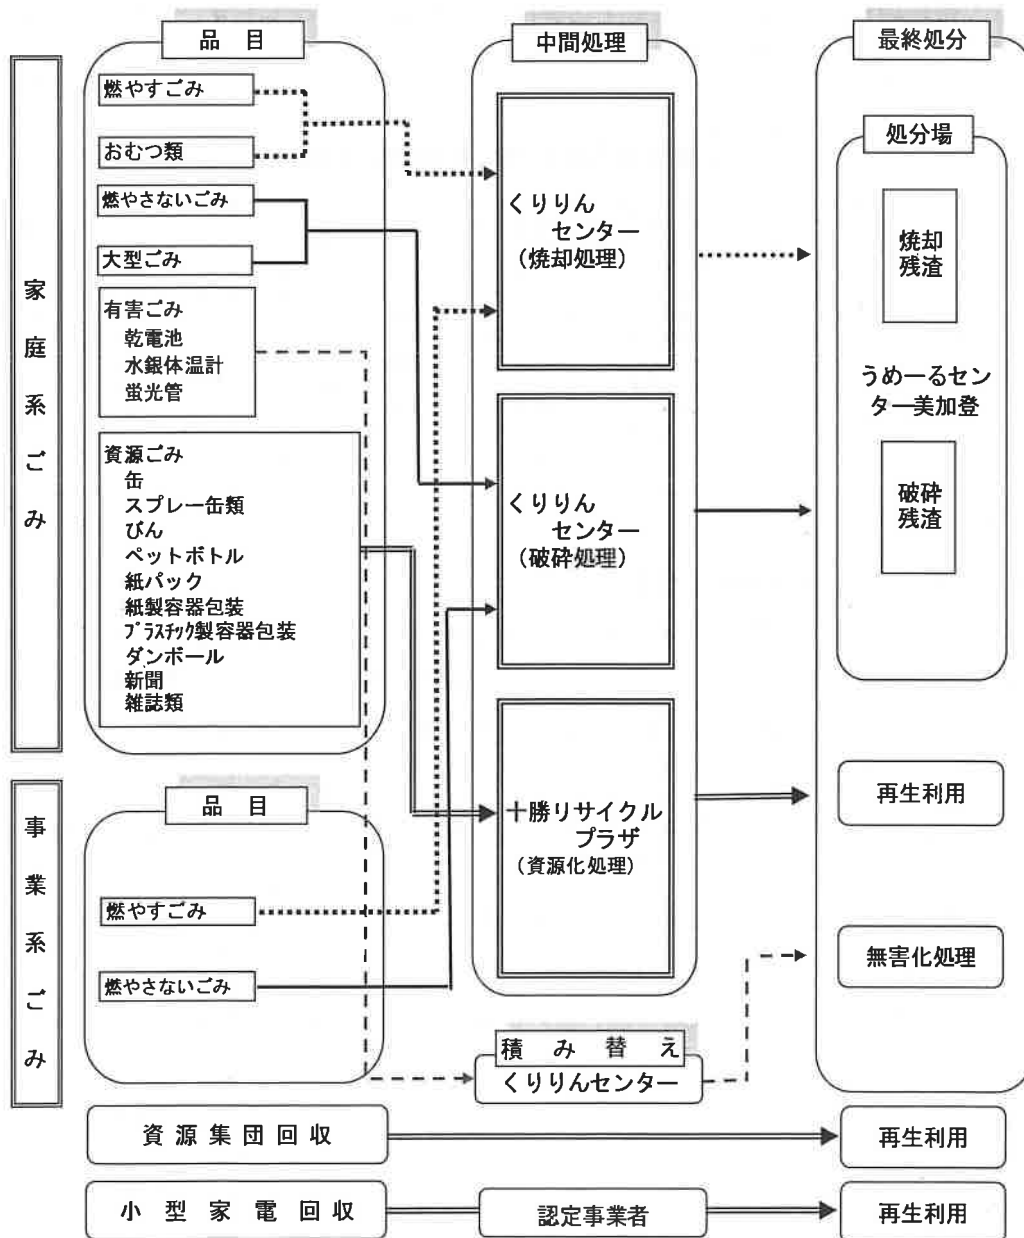 品 目
中間処理
最終処分
家庭系ごみ
燃やすごみ
おむつ類
燃やさないごみ
大型ごみ
有害ごみ
乾電池
水銀体温計
蛍光管
資源ごみ
缶
スプレー缶類
びん
ペットボトル
紙パック
紙製容器包装
プラスチック製容器包装
ダンボール
新聞
雑誌類
くりりん
センター
(焼却処理)
くりりん
センター
(破砕処理)
十勝リサイクル
プラザ
(資源化処理)
処分場
焼却
残渣
うめーるセン
ター美加登
破砕
残渣
再生利用
無害化処理
事業系ごみ
品 目
燃やすごみ
燃やさないごみ
積み替え
くりりんセンター
資源集団回収
再生利用
小型家電回収
認定事業者
再生利用